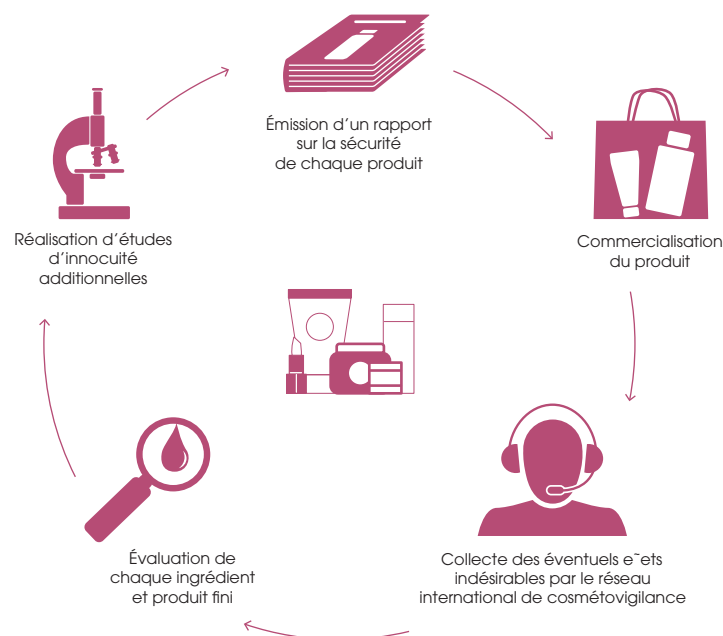 Émission d'un rapport
sur la sécurité
de chaque produit
Commercialisation
du produit
Collecte des éventuels e˜ets
indésirables par le réseau
international de cosmétovigilance
Évaluation de
chaque ingrédient
et produit fini
Réalisation d'études
d'innocuité
additionnelles